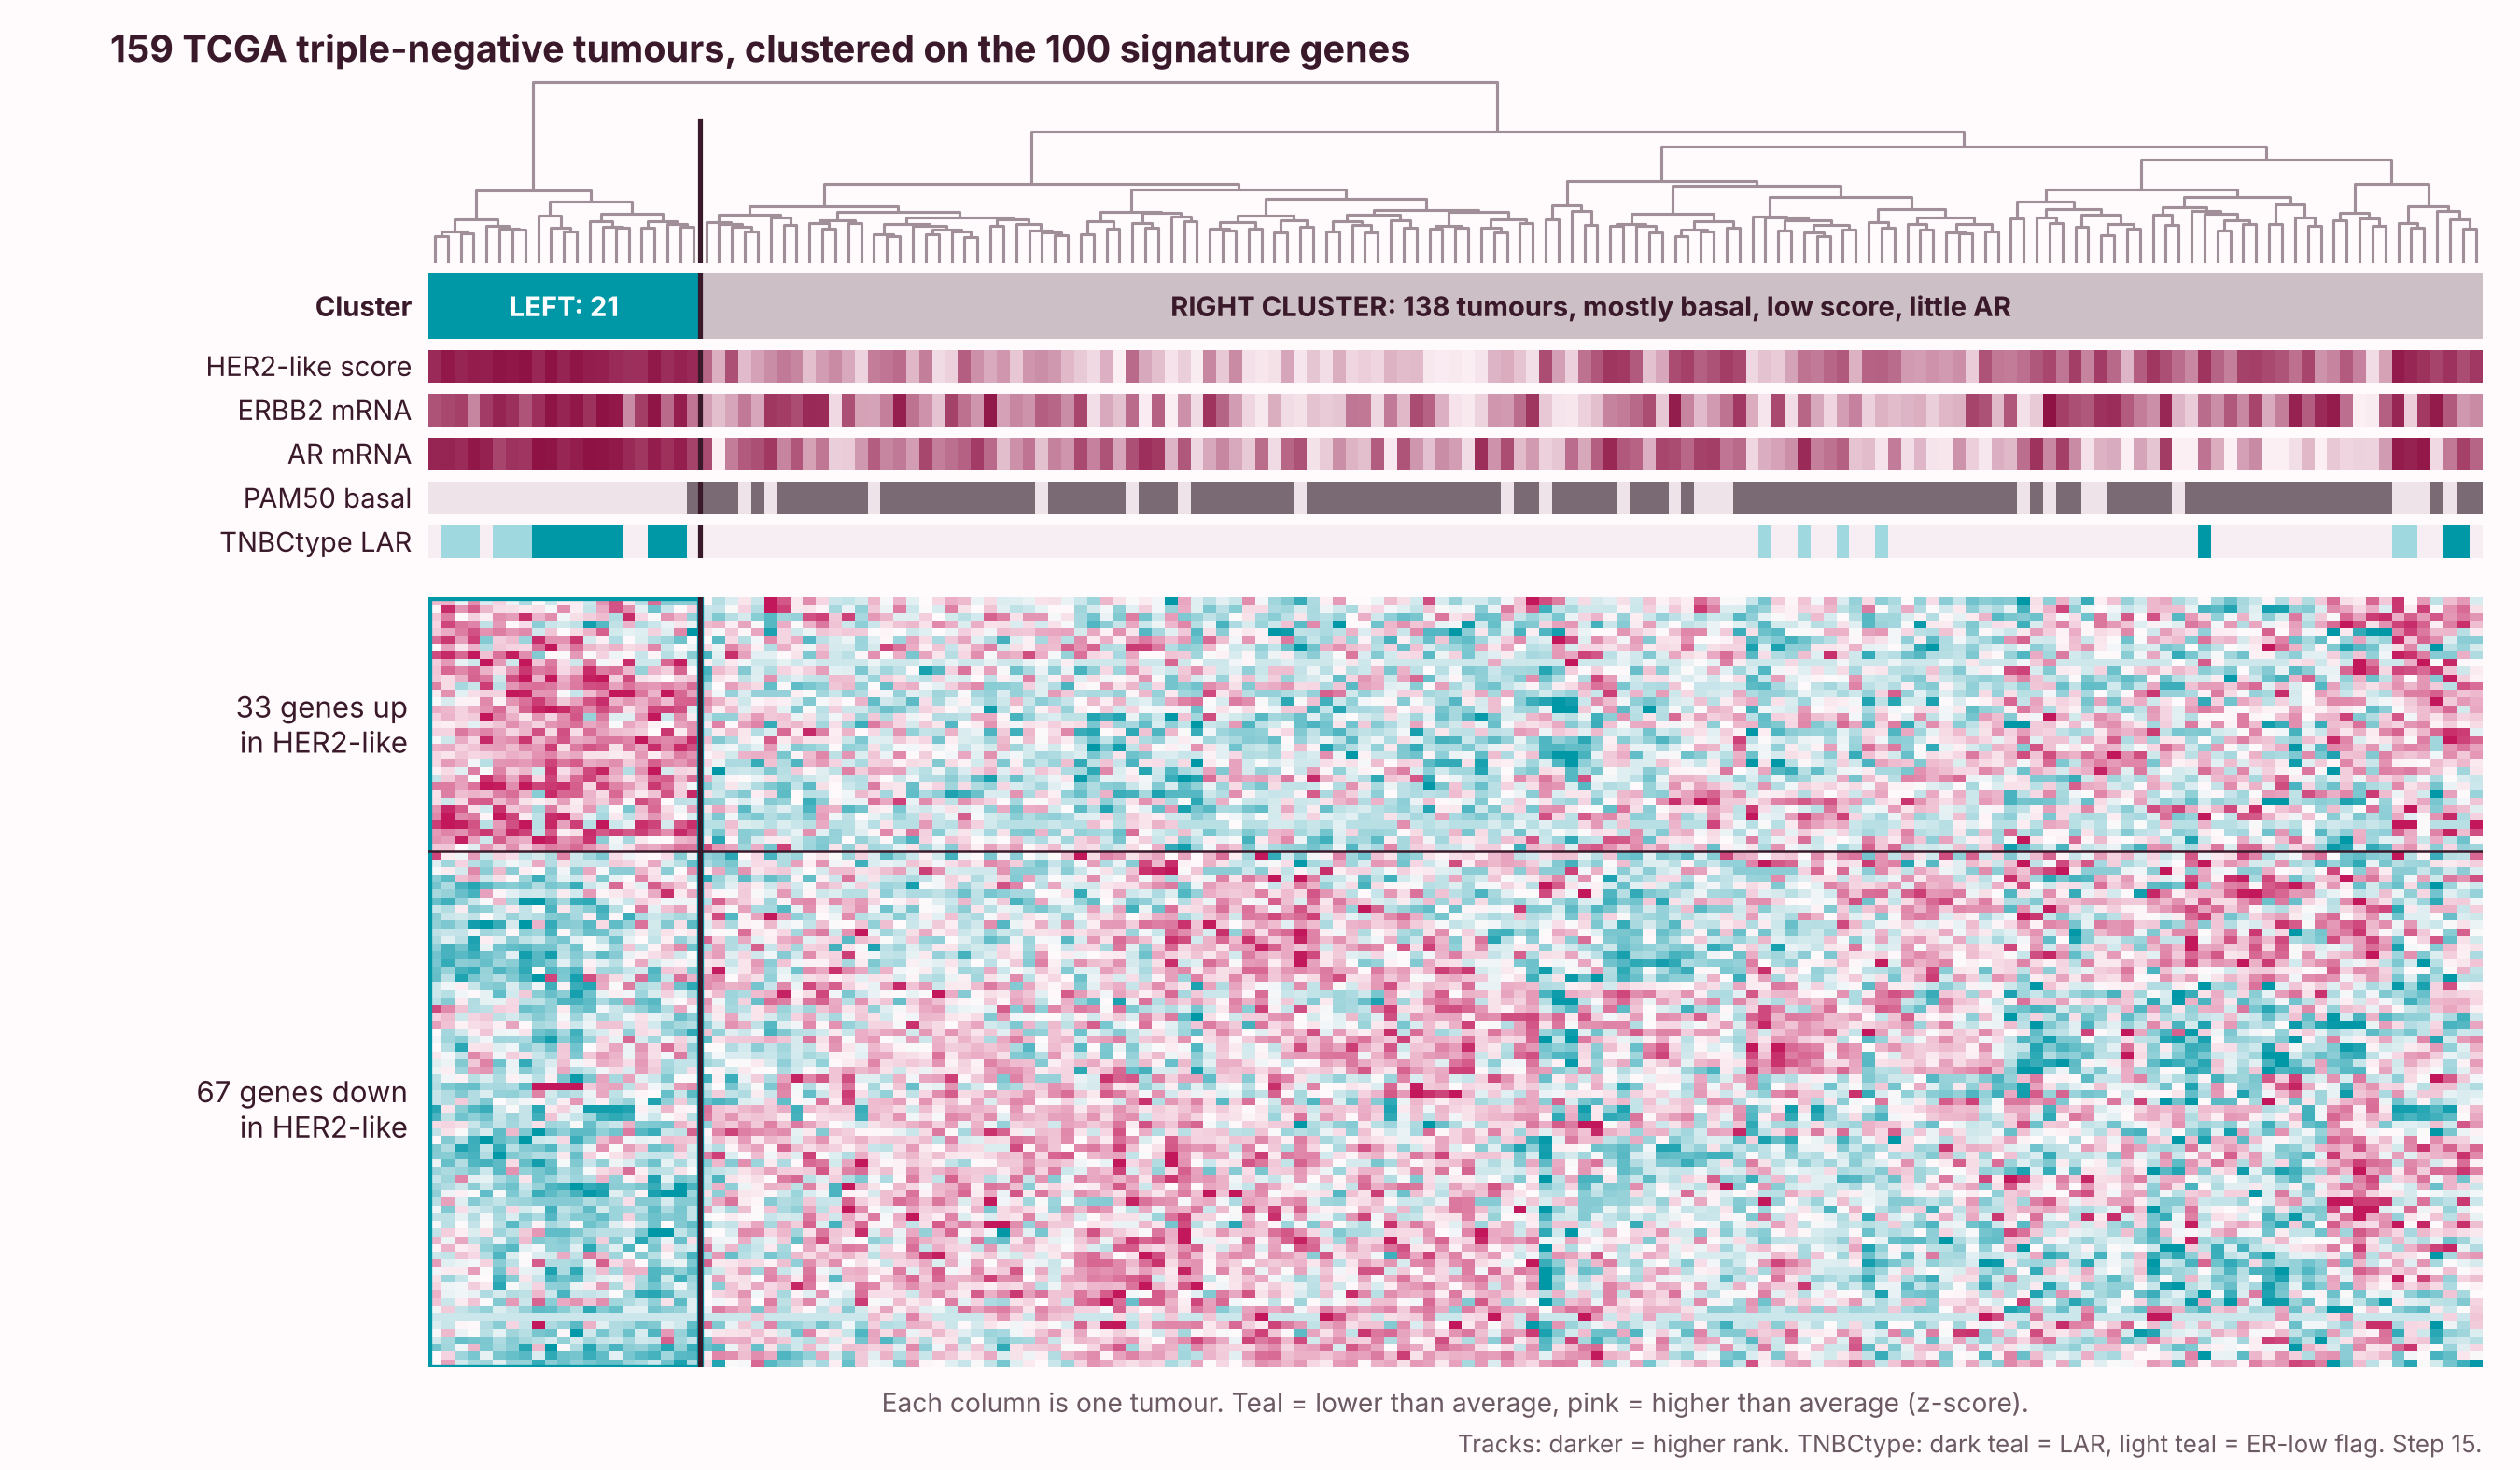 159 TCGA triple-negative tumours, clustered on the 100 signature genes
Cluster
LEFT: 21
RIGHT CLUSTER: 138 tumours, mostly basal, low score, little AR
HER2-like score
ERBB2 mRNA
AR mRNA
PAM50 basal
TNBCtype LAR
33 genes up
in HER2-like
67 genes down
in HER2-like
Each column is one tumour. Teal = lower than average, pink = higher than average (z-score).
Tracks: darker = higher rank. TNBCtype: dark teal = LAR, light teal = ER-low flag. Step 15.